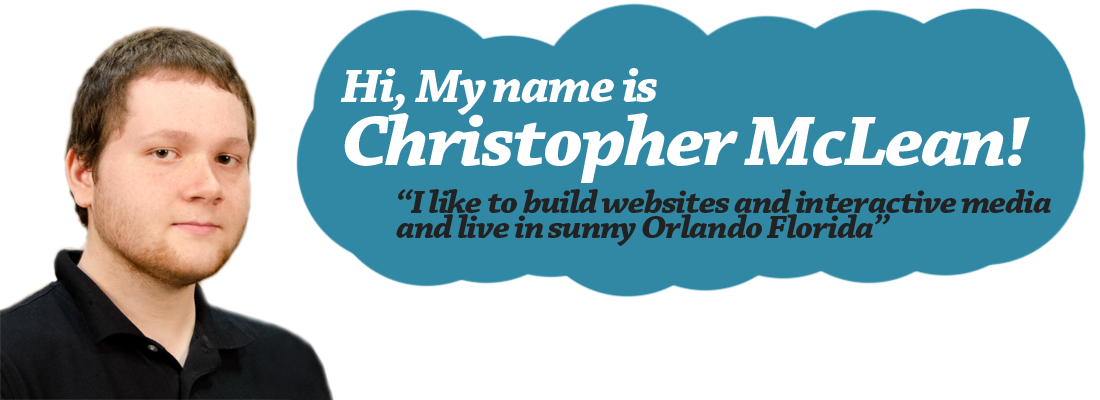 Hi, My name is
Christopher McLean!
“I like to build websites and interactive media
and live in sunny Orlando Florida”